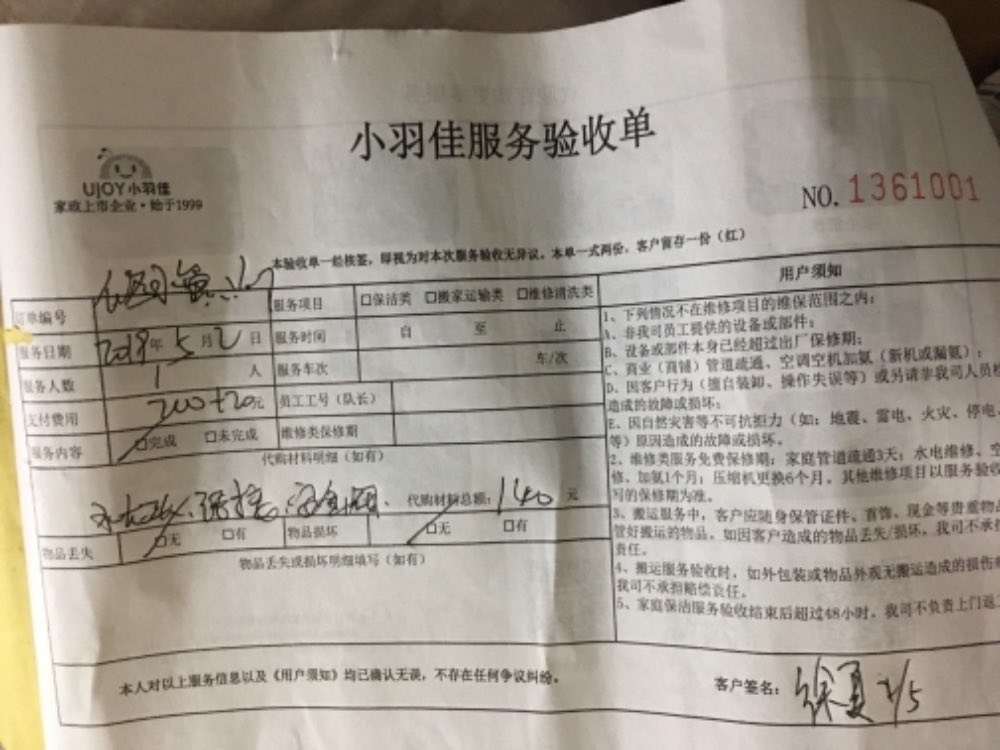 小羽佳服务验收单
UJOY小羽佳
家政上市企业·始于1999
NO. 1361001
本验收单一经核签，即视为对本次服务验收无异议，本单一式两份，客户留存一份（红）
订单编号
服务项目 □保洁类 □搬家运输类 □维修清洗类
服务日期 2019年5月2日 服务时间 自 至 止
服务人数 1 人 服务车次 车/次
支付费用 200+20元 员工工号（队长）
服务内容 □完成 □未完成 维修类保修期
代购材料明细（如有）
代购材料总额：140 元
物品丢失 □无 □有 物品损坏 □无 □有
物品丢失或损坏明细填写（如有）
用户须知
1、下列情况不在维修项目的维保范围之内：
A、非我司员工提供的设备或部件；
B、设备或部件本身已经超过出厂保修期；
C、商业（商铺）管道疏通、空调空机加氨（新机或漏氨）；
D、因客户行为（擅自装卸、操作失误等）或另请非我司人员
造成的故障或损坏；
E、因自然灾害等不可抗拒力（如：地震、雷电、火灾、停电
等）原因造成的故障或损坏。
2、维修类服务免费保修期：家庭管道疏通3天；水电维修、空
修、加氨1个月；压缩机更换6个月。其他维修项目以服务验收
写的保修期为准。
3、搬运服务中，客户应随身保管证件、首饰、现金等贵重物
管好搬运的物品。如因客户造成的物品丢失/损坏，我司不承
责任。
4、搬运服务验收时，如外包装或物品外观无搬运造成的损伤
我司不承担赔偿责任。
5、家庭保洁服务验收结束后超过48小时，我司不负责上门返
本人对以上服务信息以及《用户须知》均已确认无误，不存在任何争议纠纷。
客户签名： 2/5